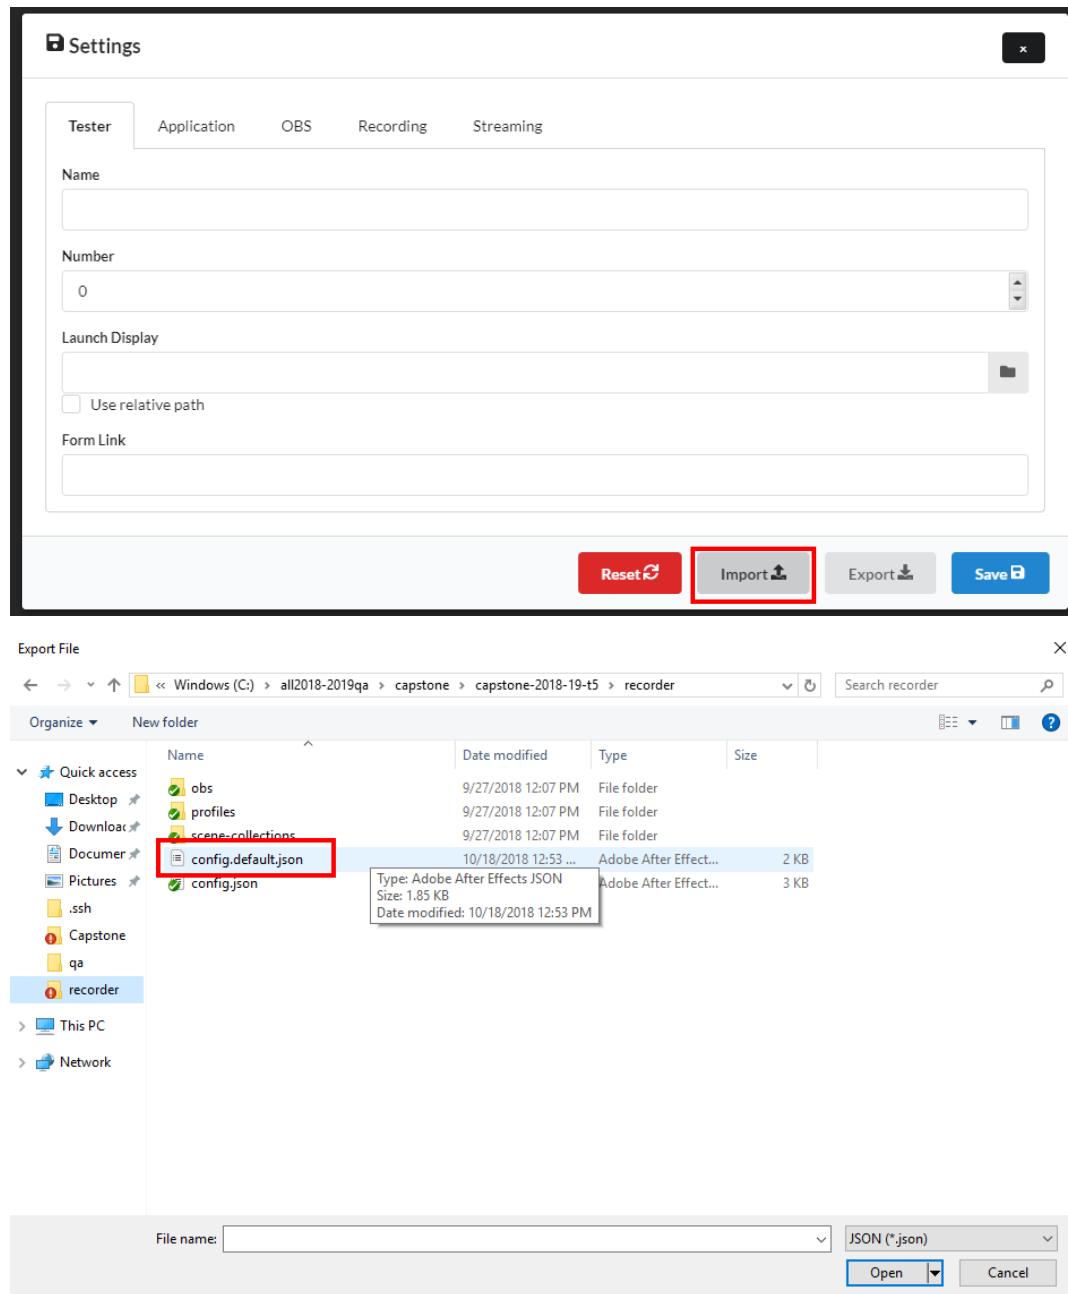 Settings
×
Tester Application OBS Recording Streaming
Name
Number
0
Launch Display
Use relative path
Form Link
Reset Import Export Save
Export File
« Windows (C:) › all2018-2019qa › capstone › capstone-2018-19-t5 › recorder Search recorder
Organize New folder
Name Date modified Type Size
Quick access
Desktop
Downloac
Documer
Pictures
.ssh
Capstone
qa
recorder
This PC
Network
obs 9/27/2018 12:07 PM File folder
profiles 9/27/2018 12:07 PM File folder
scene-collections 9/27/2018 12:07 PM File folder
config.default.json 10/18/2018 12:53 ... Adobe After Effect... 2 KB
config.json Adobe After Effect... 3 KB
Type: Adobe After Effects JSON
Size: 1.85 KB
Date modified: 10/18/2018 12:53 PM
File name: JSON (*.json)
Open Cancel